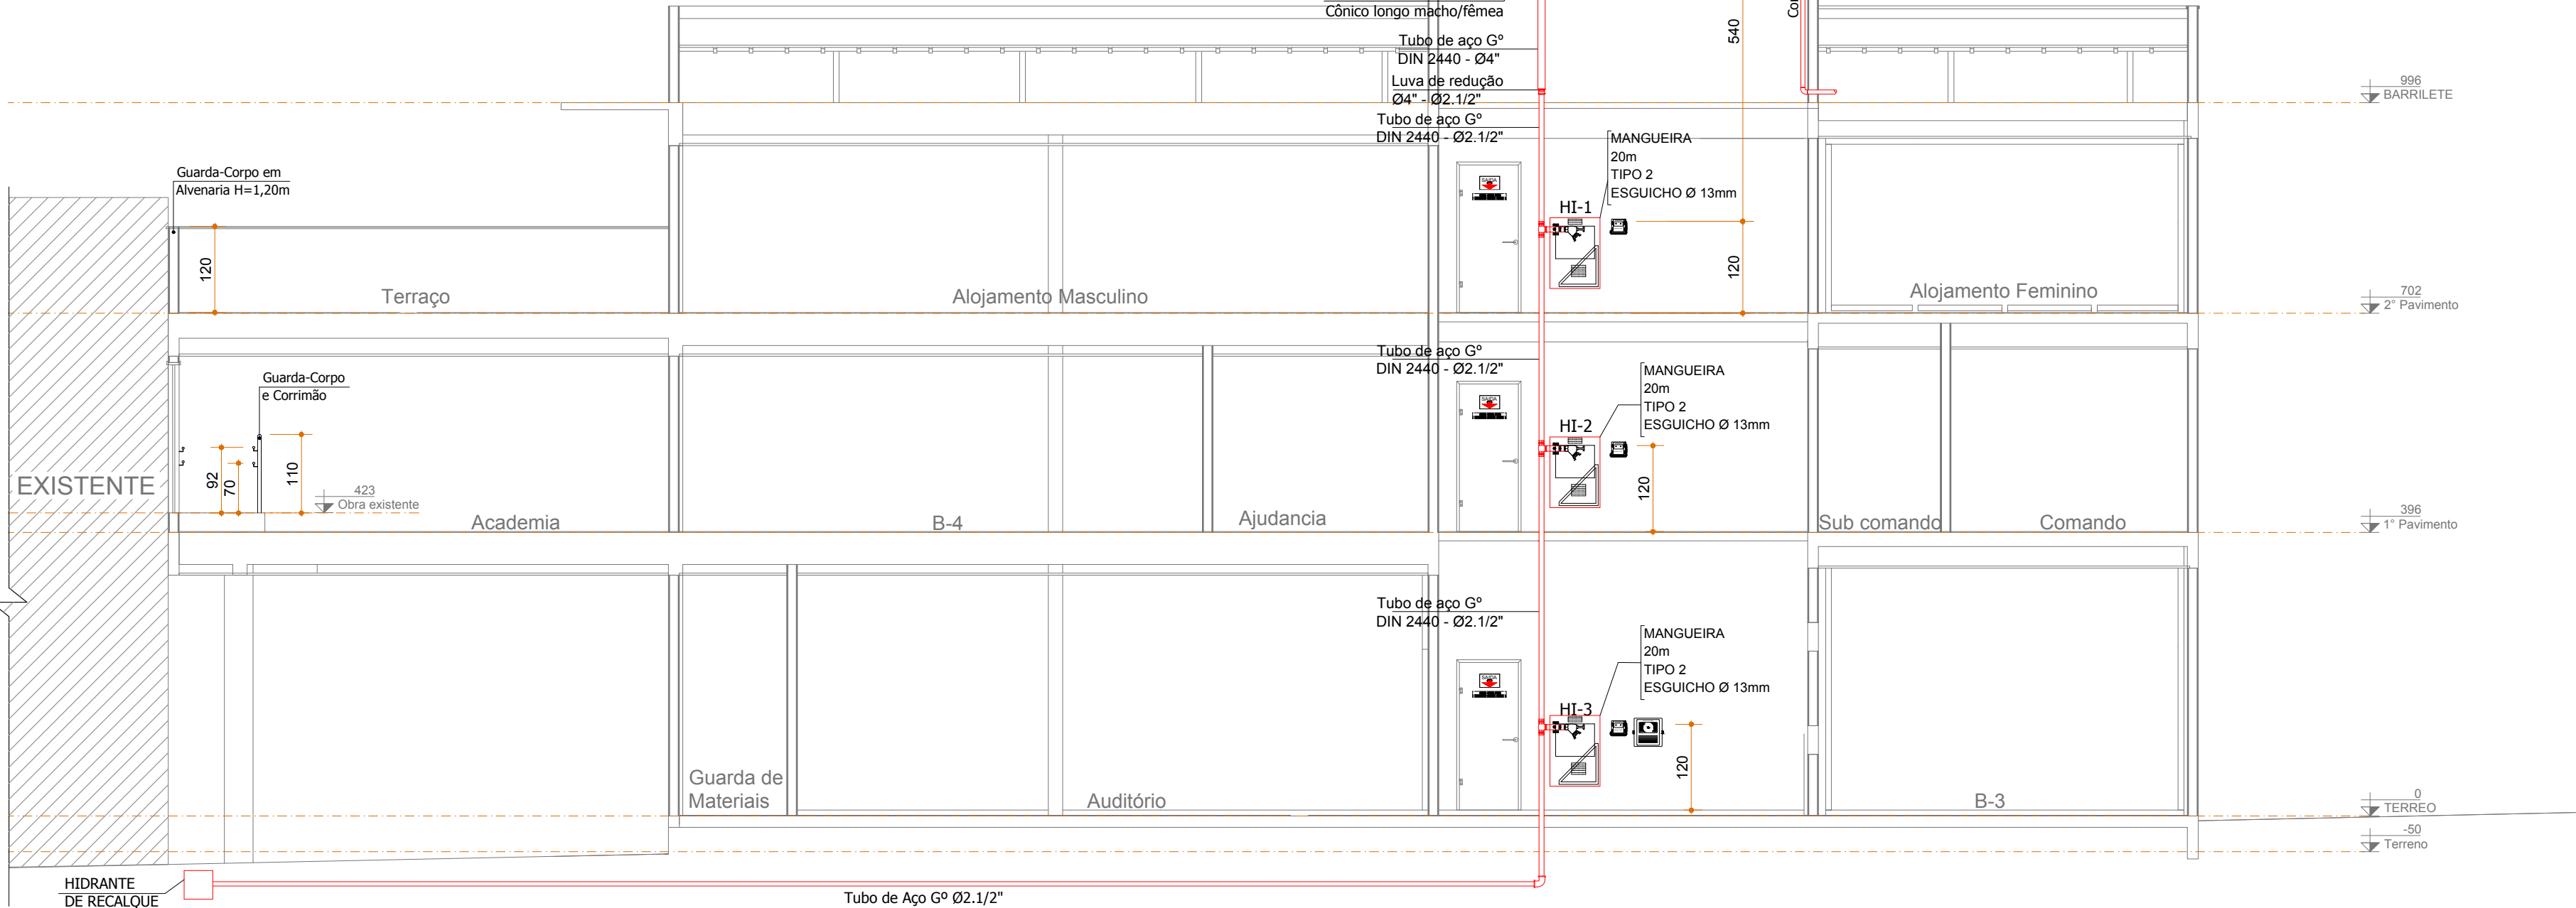 Cônico longo macho/fêmea
Tubo de aço Gº
DIN 2440 - Ø4"
Luva de redução
Ø4" - Ø2.1/2"
Tubo de aço Gº
DIN 2440 - Ø2.1/2"
540
996
BARRILETE
Guarda-Corpo em
Alvenaria H=1,20m
MANGUEIRA
20m
TIPO 2
ESGUICHO Ø 13mm
SAÍDA
HI-1
120
120
Terraço
Alojamento Masculino
Alojamento Feminino
702
2° Pavimento
Tubo de aço Gº
DIN 2440 - Ø2.1/2"
MANGUEIRA
20m
TIPO 2
ESGUICHO Ø 13mm
SAÍDA
HI-2
120
Guarda-Corpo
e Corrimão
92
70
110
EXISTENTE
423
Obra existente
Academia
B-4
Ajudancia
Sub comando
Comando
396
1° Pavimento
Tubo de aço Gº
DIN 2440 - Ø2.1/2"
MANGUEIRA
20m
TIPO 2
ESGUICHO Ø 13mm
SAÍDA
HI-3
120
Guarda de
Materiais
Auditório
B-3
0
TERREO
-50
Terreno
HIDRANTE
DE RECALQUE
Tubo de Aço Gº Ø2.1/2"